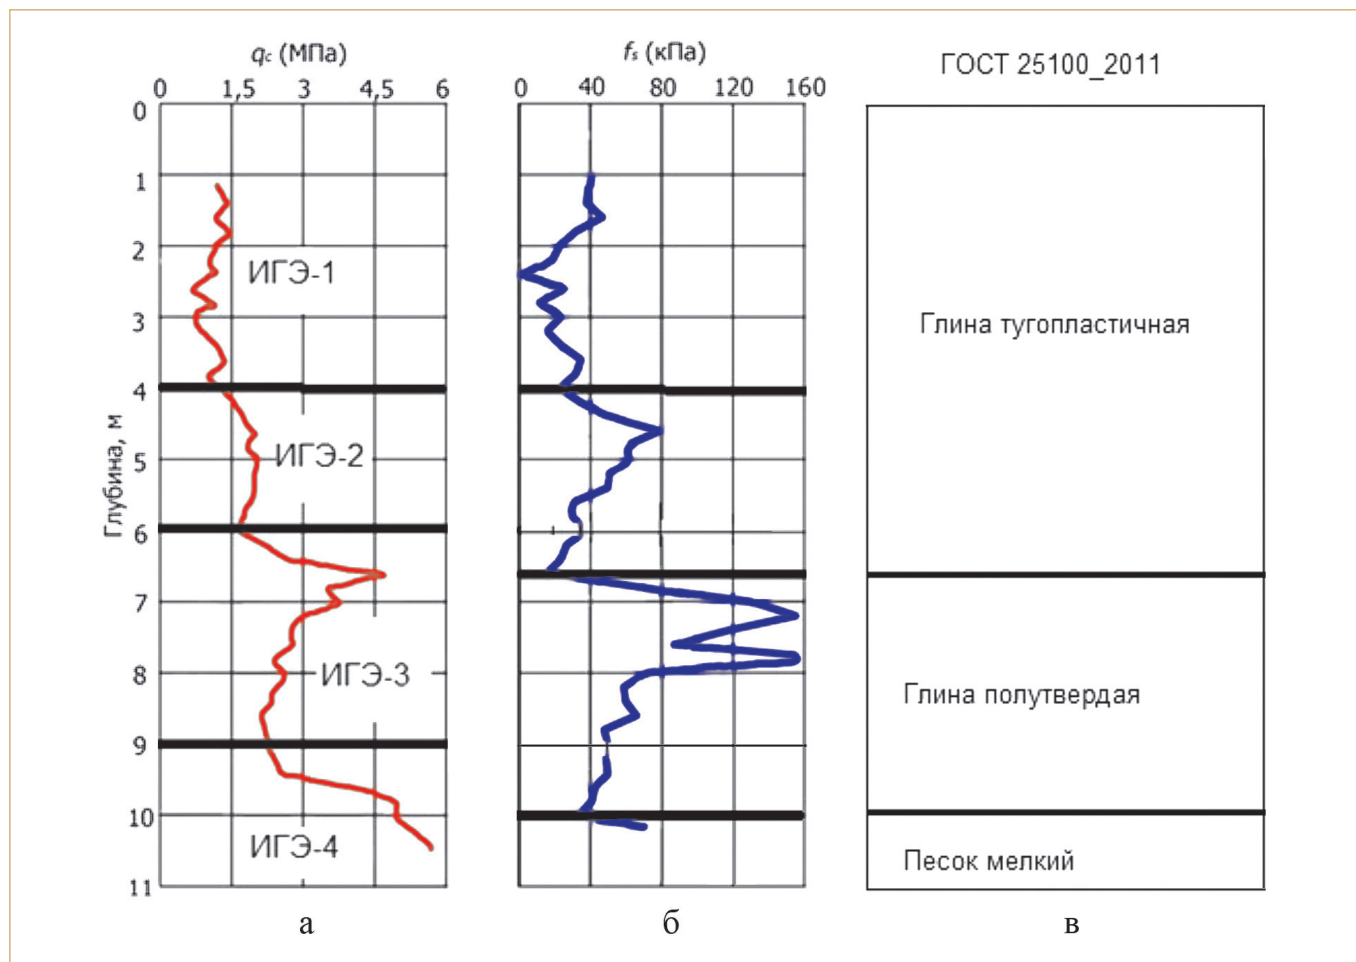 qc (МПа)
0 1,5 3 4,5 6
fs (кПа)
0 40 80 120 160
ГОСТ 25100_2011
Глубина, м
0
1
2
3
4
5
6
7
8
9
10
11
ИГЭ-1
ИГЭ-2
ИГЭ-3
ИГЭ-4
Глина тугопластичная
Глина полутвердая
Песок мелкий
а
б
в